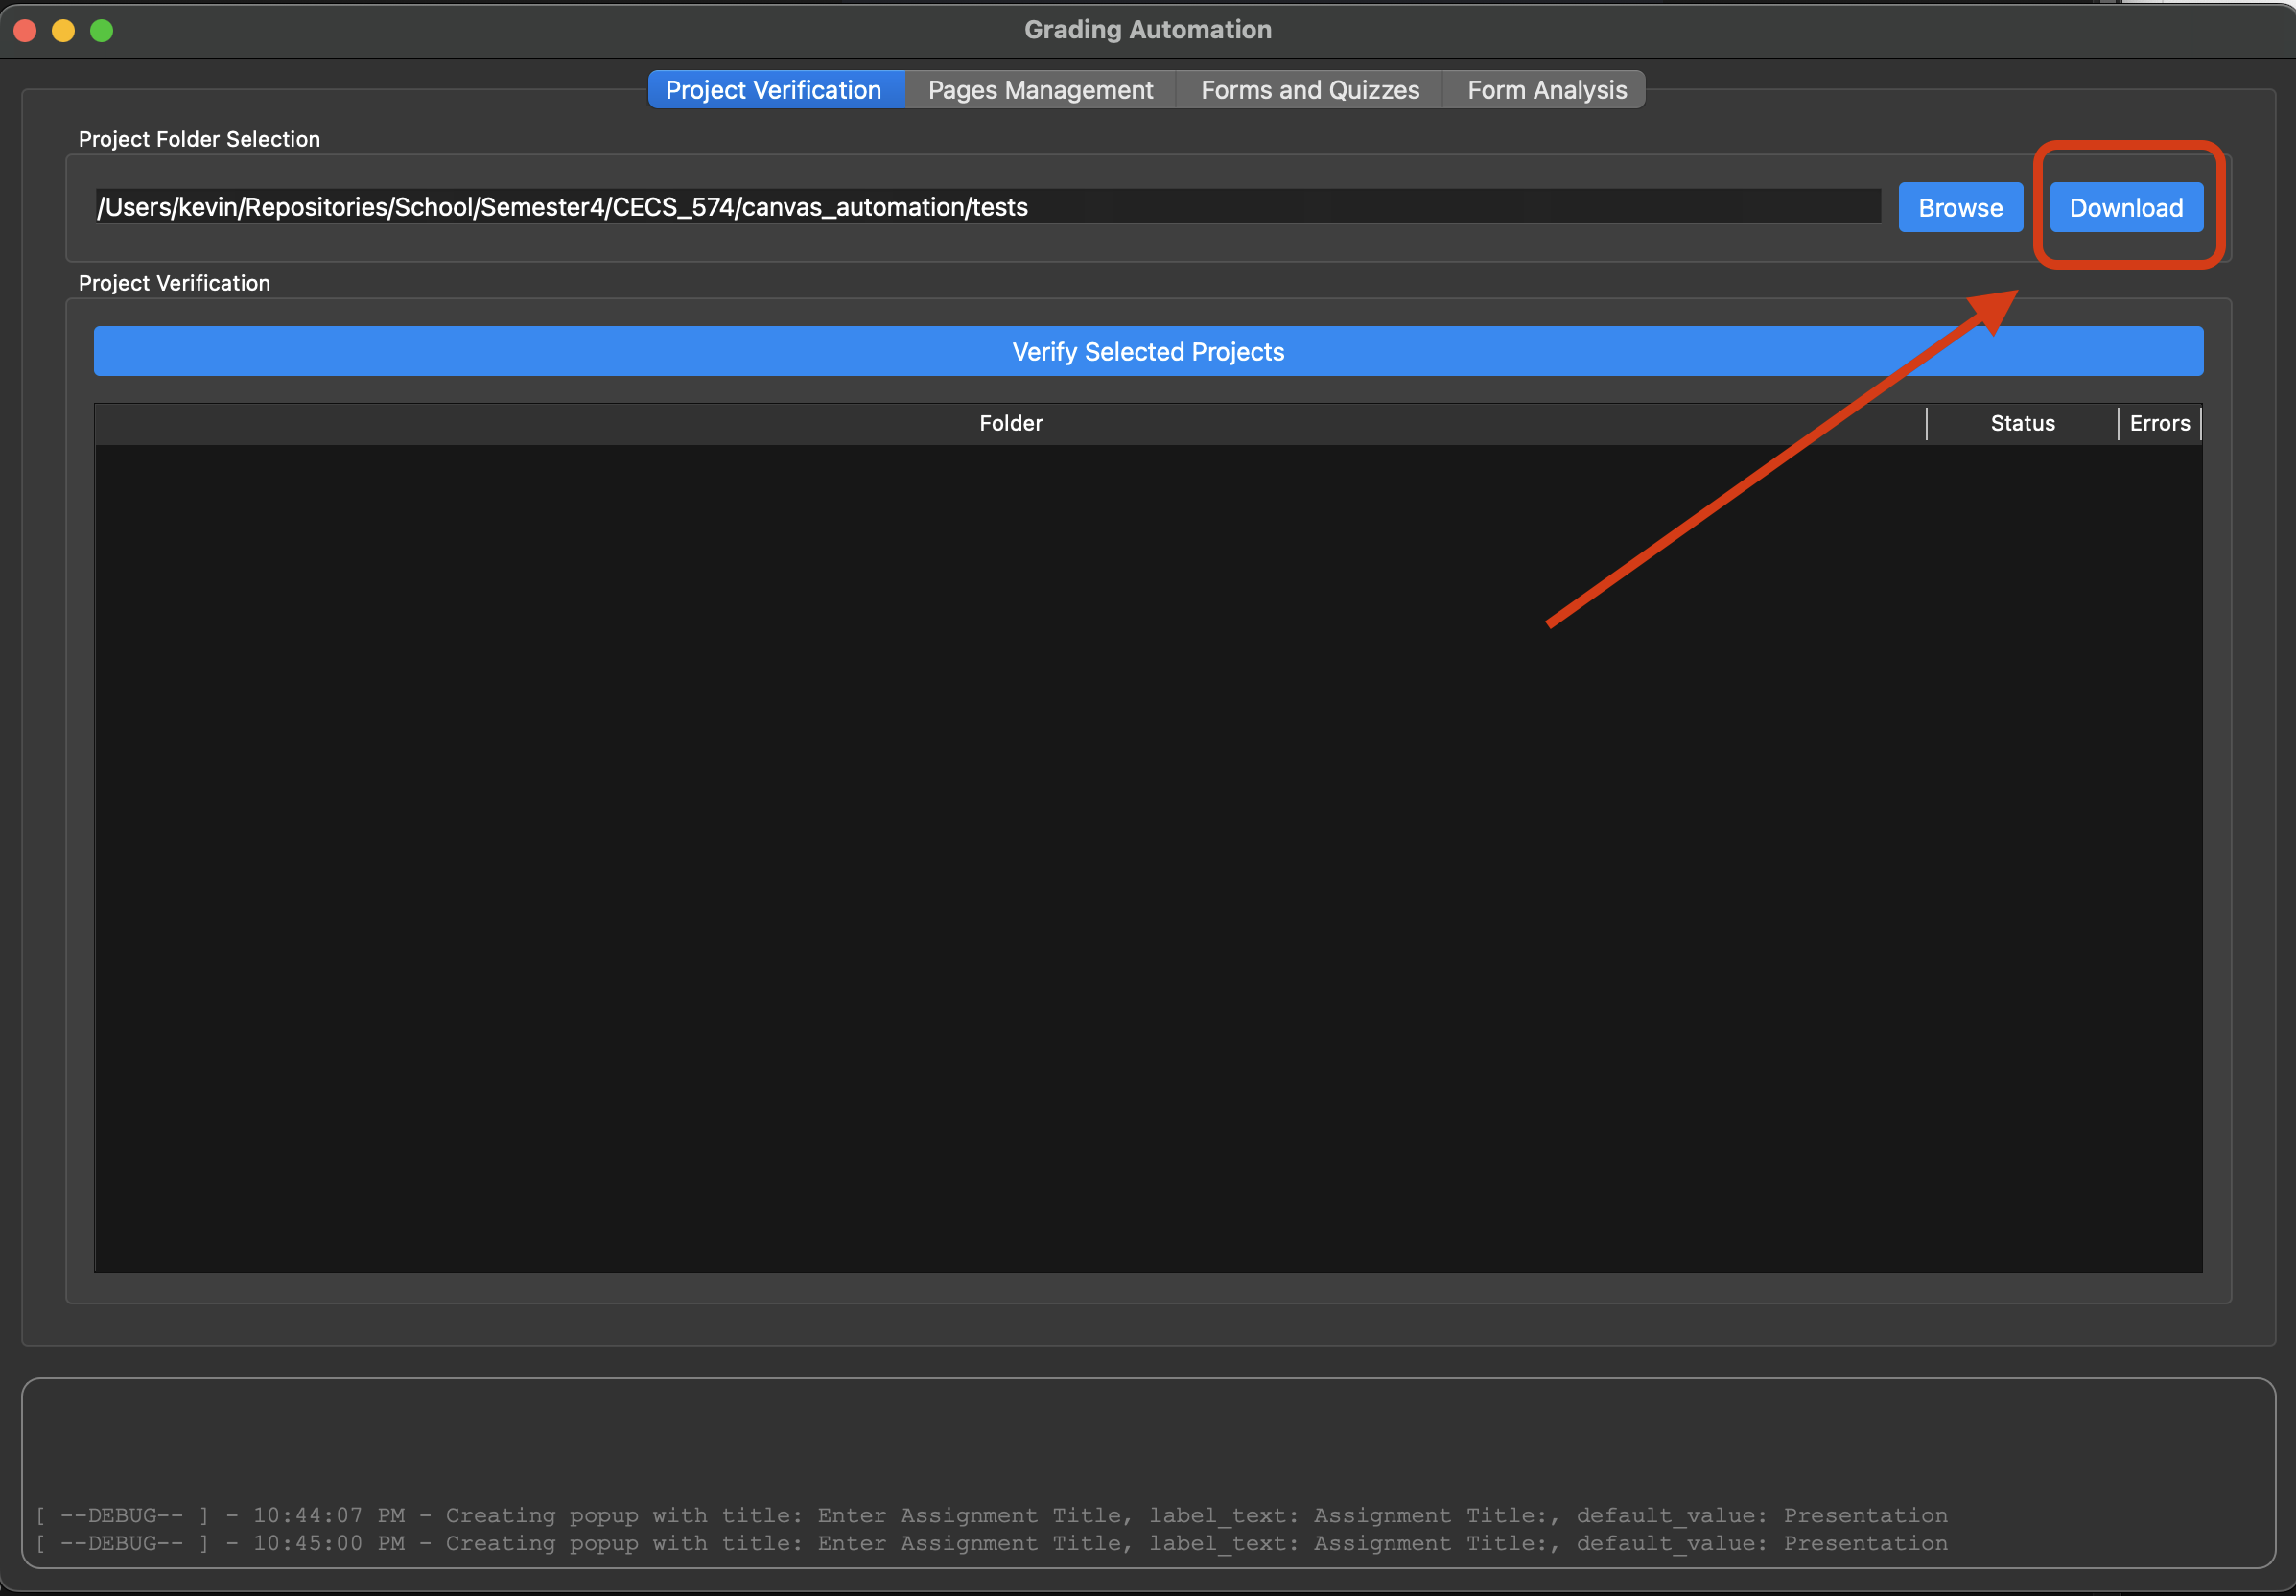 Grading Automation
Project Verification Pages Management Forms and Quizzes Form Analysis
Project Folder Selection
/Users/kevin/Repositories/School/Semester4/CECS_574/canvas_automation/tests Browse Download
Project Verification
Verify Selected Projects
Folder Status Errors
[ --DEBUG-- ] - 10:44:07 PM - Creating popup with title: Enter Assignment Title, label_text: Assignment Title:, default_value: Presentation
[ --DEBUG-- ] - 10:45:00 PM - Creating popup with title: Enter Assignment Title, label_text: Assignment Title:, default_value: Presentation